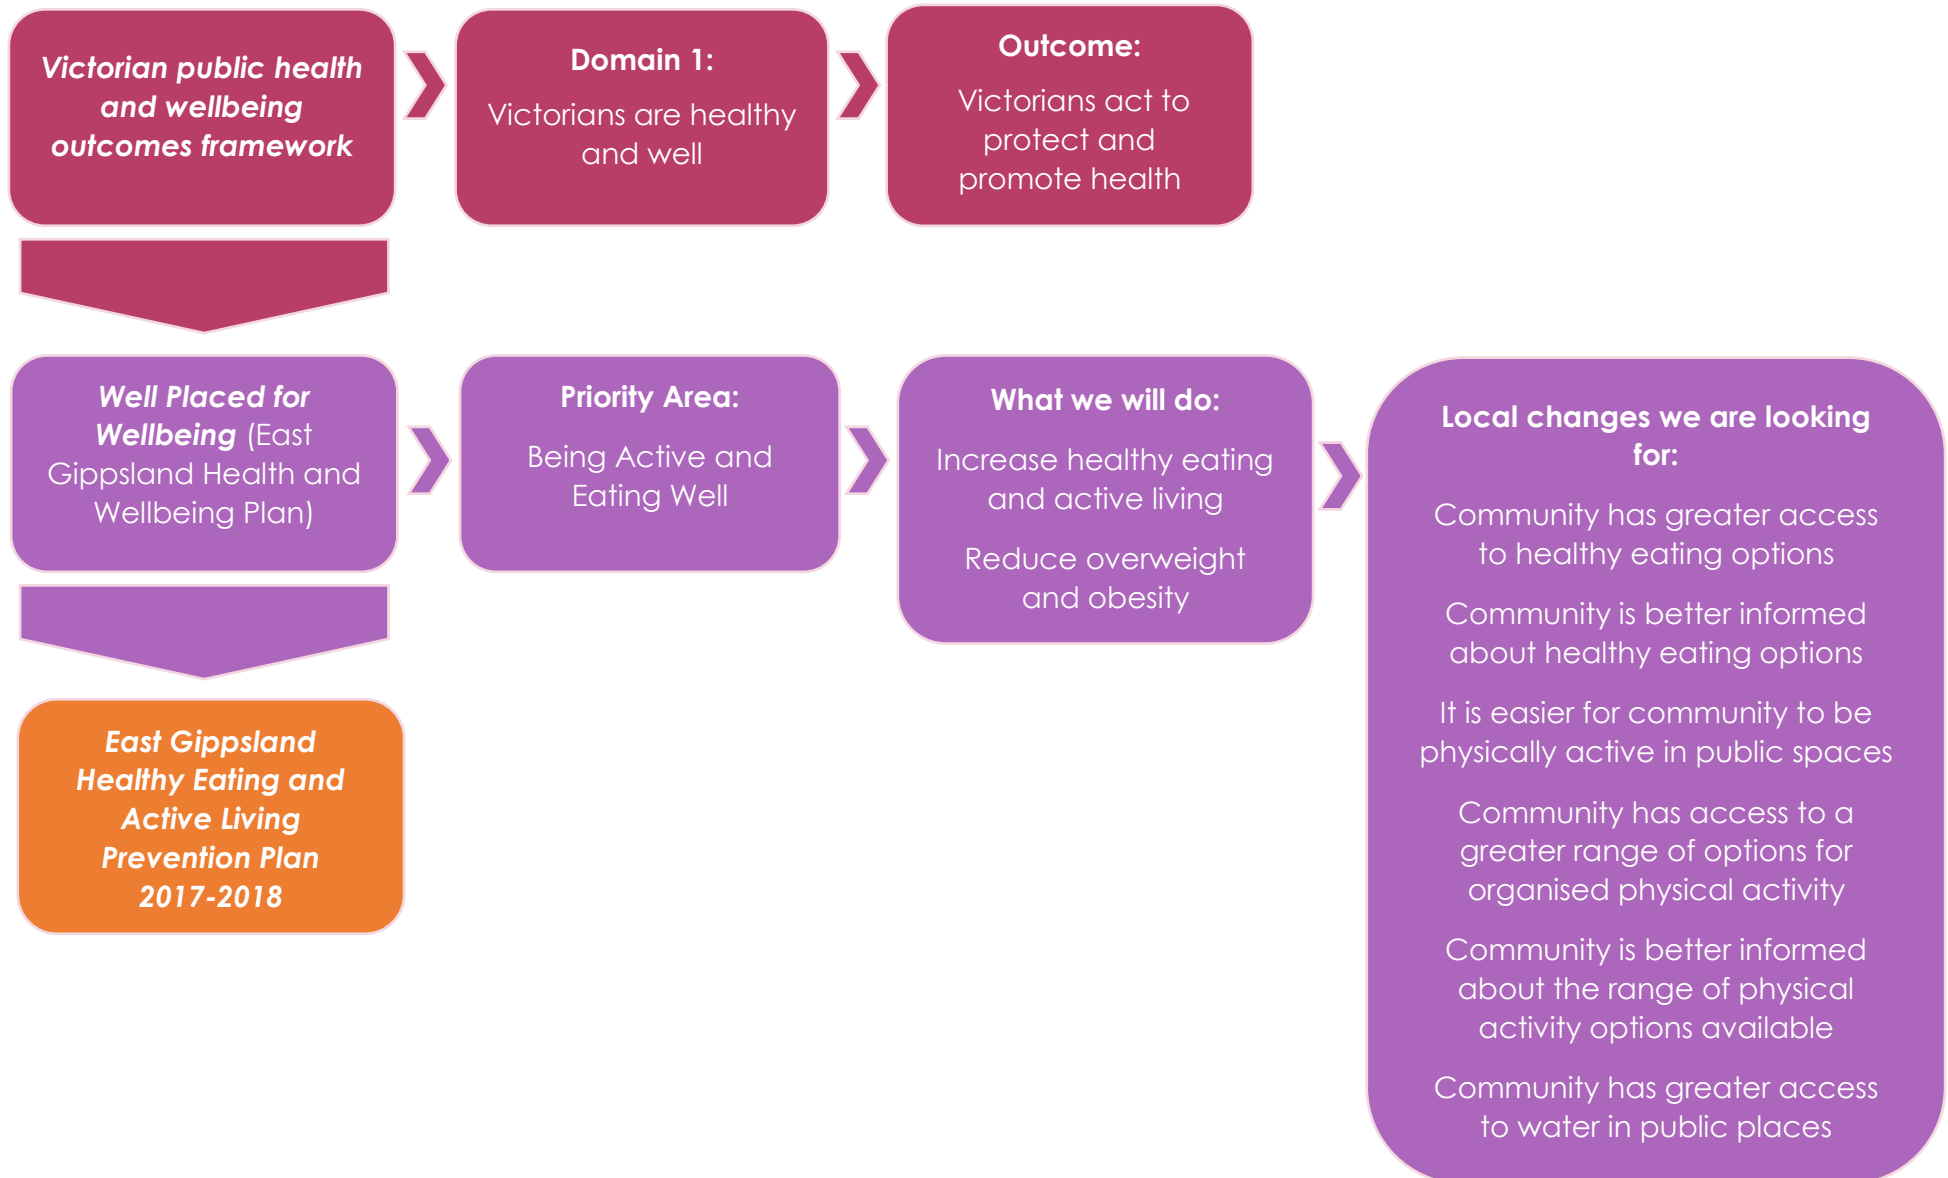 Victorian public health
and wellbeing
outcomes framework
Domain 1:
Victorians are healthy
and well
Outcome:
Victorians act to
protect and
promote health
Well Placed for
Wellbeing (East
Gippsland Health and
Wellbeing Plan)
Priority Area:
Being Active and
Eating Well
What we will do:
Increase healthy eating
and active living
Reduce overweight
and obesity
Local changes we are looking
for:
Community has greater access
to healthy eating options
Community is better informed
about healthy eating options
It is easier for community to be
physically active in public spaces
Community has access to a
greater range of options for
organised physical activity
Community is better informed
about the range of physical
activity options available
Community has greater access
to water in public places
East Gippsland
Healthy Eating and
Active Living
Prevention Plan
2017-2018